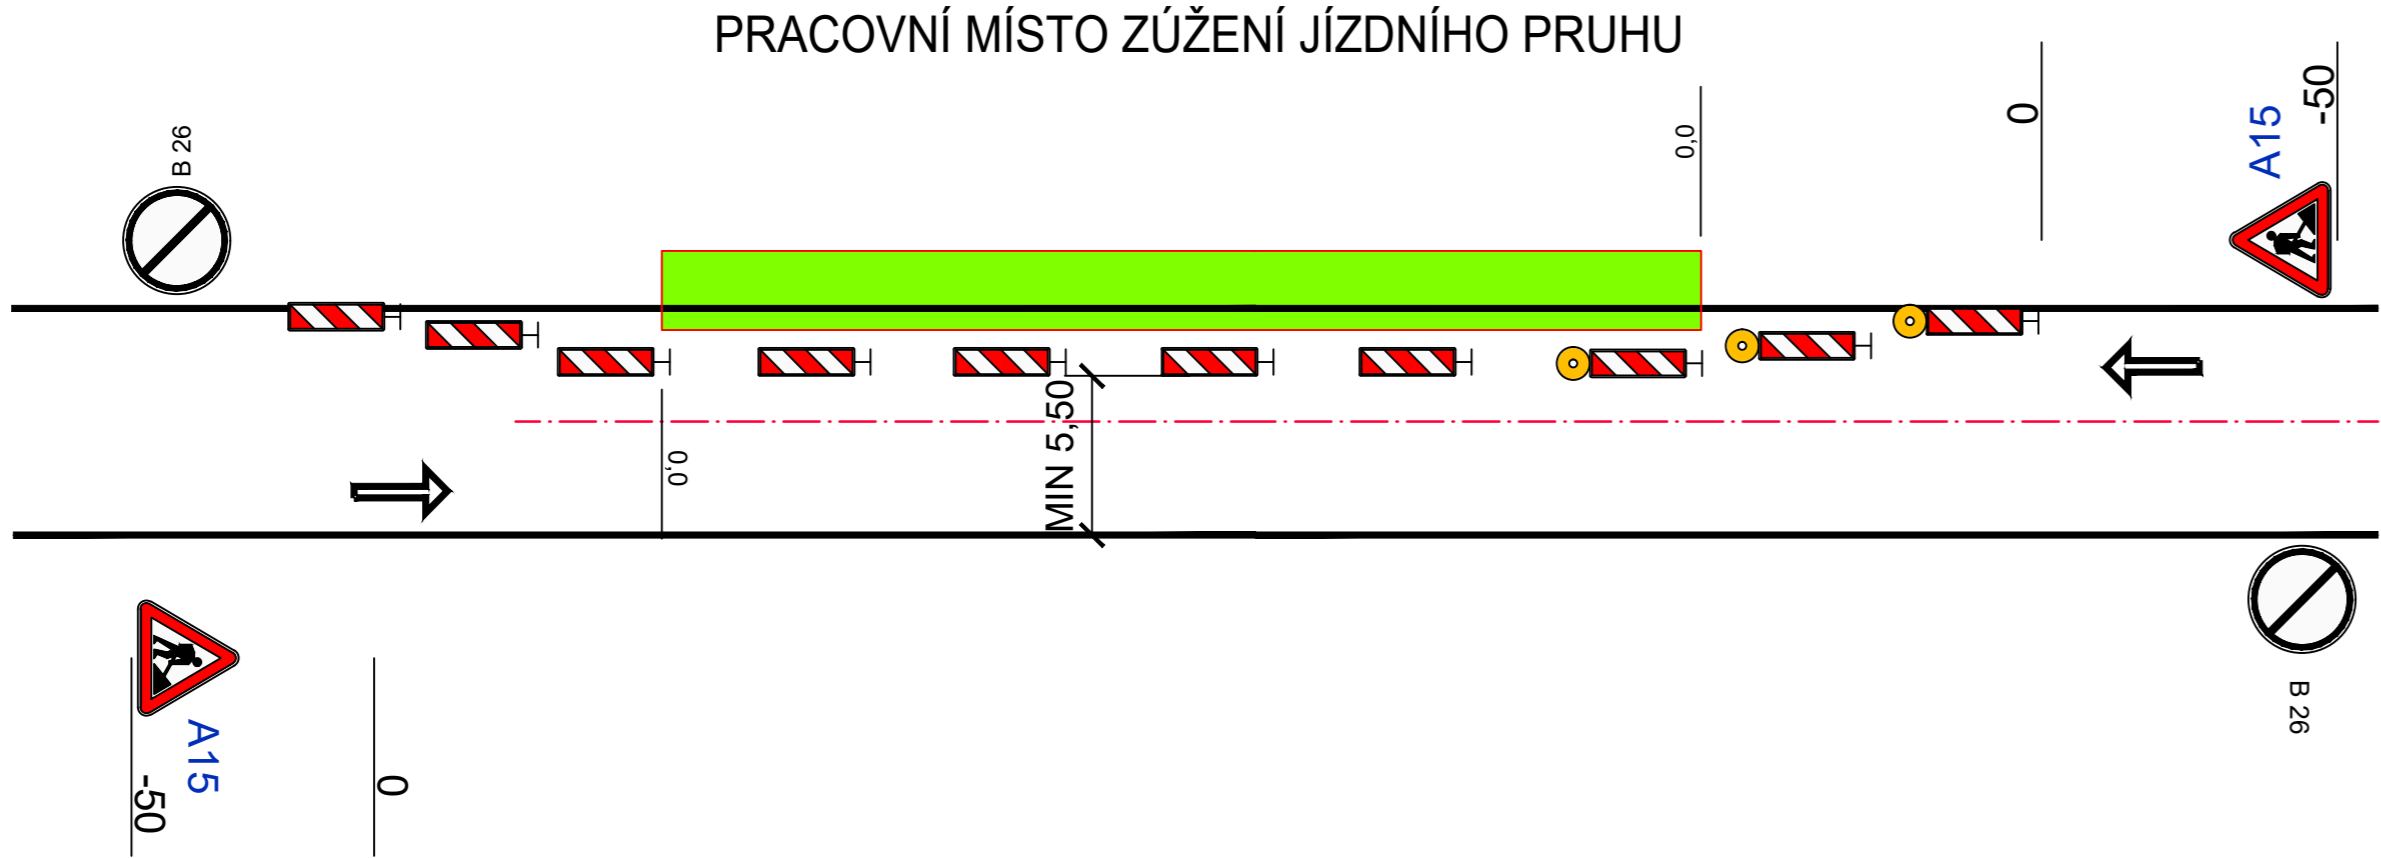 PRACOVNÍ MÍSTO ZÚŽENÍ JÍZDNÍHO PRUHU
B 26
0,0
0
A15
-50
MIN 5,50
0,0
A15
-50
0
B 26